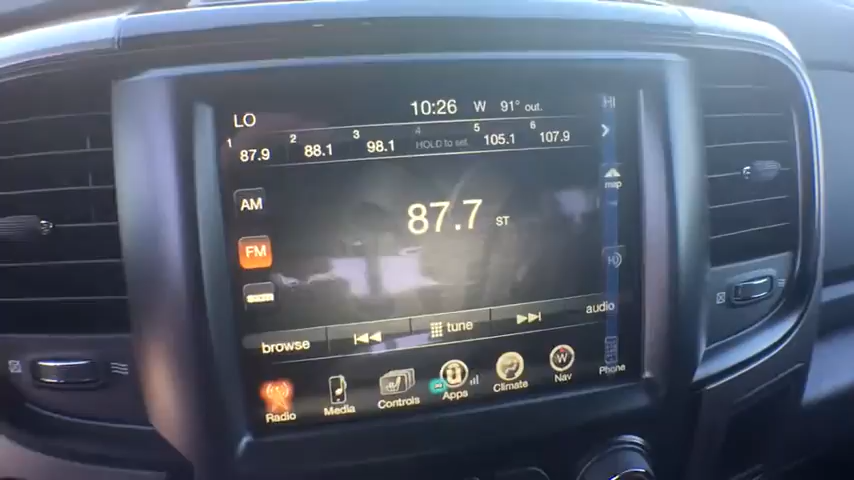 LO 10:26 W 91° out. HI
1 87.9 2 88.1 3 98.1 4 HOLD to set. 5 105.1 6 107.9
map
AM
87.7 ST
FM
browse tune audio
Radio Media Controls Apps Climate Nav Phone